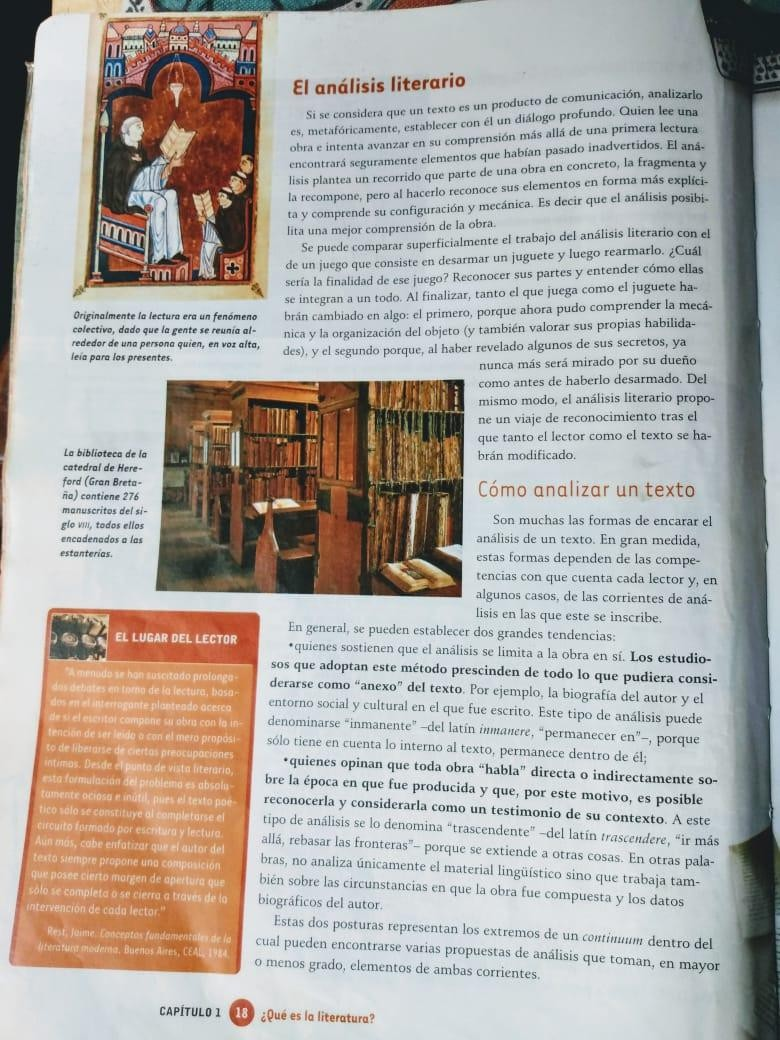 El análisis literario
Si se considera que un texto es un producto de comunicación, analizarlo
es, metafóricamente, establecer con él un diálogo profundo. Quien lee una
obra e intenta avanzar en su comprensión más allá de una primera lectura
encontrará seguramente elementos que habían pasado inadvertidos. El aná-
lisis plantea un recorrido que parte de una obra en concreto, la fragmenta y
la recompone, pero al hacerlo reconoce sus elementos en forma más explíci-
ta y comprende su configuración y mecánica. Es decir que el análisis posibi-
lita una mejor comprensión de la obra.
Se puede comparar superficialmente el trabajo del análisis literario con el
de un juego que consiste en desarmar un juguete y luego rearmarlo. ¿Cuál
sería la finalidad de ese juego? Reconocer sus partes y entender cómo ellas
se integran a un todo. Al finalizar, tanto el que juega como el juguete ha-
brán cambiado en algo: el primero, porque ahora pudo comprender la mecá-
nica y la organización del objeto (y también valorar sus propias habilida-
des), y el segundo porque, al haber revelado algunos de sus secretos, ya
nunca más será mirado por su dueño
como antes de haberlo desarmado. Del
mismo modo, el análisis literario propo-
ne un viaje de reconocimiento tras el
que tanto el lector como el texto se ha-
brán modificado.
Originalmente la lectura era un fenómeno
colectivo, dado que la gente se reunía al-
rededor de una persona quien, en voz alta,
leía para los presentes.
La biblioteca de la
catedral de Here-
ford (Gran Breta-
ña) contiene 276
manuscritos del si-
glo VIII, todos ellos
encadenados a las
estanterías.
Cómo analizar un texto
Son muchas las formas de encarar el
análisis de un texto. En gran medida,
estas formas dependen de las compe-
tencias con que cuenta cada lector y, en
algunos casos, de las corrientes de aná-
lisis en las que este se inscribe.
En general, se pueden establecer dos grandes tendencias:
•quienes sostienen que el análisis se limita a la obra en sí. Los estudio-
sos que adoptan este método prescinden de todo lo que pudiera consi-
derarse como “anexo” del texto. Por ejemplo, la biografía del autor y el
entorno social y cultural en el que fue escrito. Este tipo de análisis puede
denominarse “inmanente” –del latín inmanere, “permanecer en”–, porque
sólo tiene en cuenta lo interno al texto, permanece dentro de él;
•quienes opinan que toda obra “habla” directa o indirectamente so-
bre la época en que fue producida y que, por este motivo, es posible
reconocerla y considerarla como un testimonio de su contexto. A este
tipo de análisis se lo denomina “trascendente” –del latín trascendere, “ir más
allá, rebasar las fronteras”– porque se extiende a otras cosas. En otras pala-
bras, no analiza únicamente el material lingüístico sino que trabaja tam-
bién sobre las circunstancias en que la obra fue compuesta y los datos
biográficos del autor.
Estas dos posturas representan los extremos de un continuum dentro del
cual pueden encontrarse varias propuestas de análisis que toman, en mayor
o menos grado, elementos de ambas corrientes.
EL LUGAR DEL LECTOR
“A menudo se han suscitado prolonga-
dos debates en torno de la lectura, basa-
dos en el interrogante planteado acerca
de si el escritor compone su obra con la in-
tención de ser leído o con el mero propósi-
to de liberarse de ciertas preocupaciones
íntimas. Desde el punto de vista literario,
esta formulación del problema es absolu-
tamente ociosa e inútil, pues el texto poé-
tico sólo se constituye al completarse el
circuito formado por escritura y lectura.
Aún más, cabe enfatizar que el autor del
texto siempre propone una composición
que posee cierto margen de apertura que
sólo se completa o se cierra a través de la
intervención de cada lector.”
Rest, Jaime. Conceptos fundamentales de la
literatura moderna. Buenos Aires, CEAL, 1984.
CAPÍTULO 1 18 ¿Qué es la literatura?